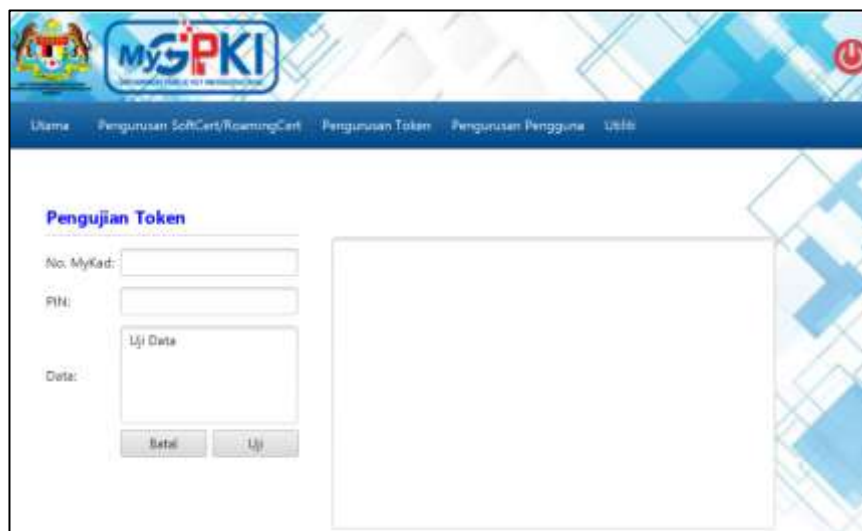 MyGPKI
Utama Pengurusan SoftCert/RoamingCert Pengurusan Token Pengurusan Pengguna Utiliti
Pengujian Token
No. MyKad:
PIN:
Uji Data
Data:
Batal Uji